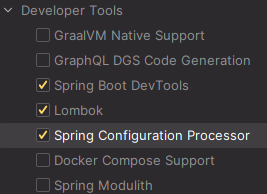 Developer Tools
GraalVM Native Support
GraphQL DGS Code Generation
Spring Boot DevTools
Lombok
Spring Configuration Processor
Docker Compose Support
Spring Modulith